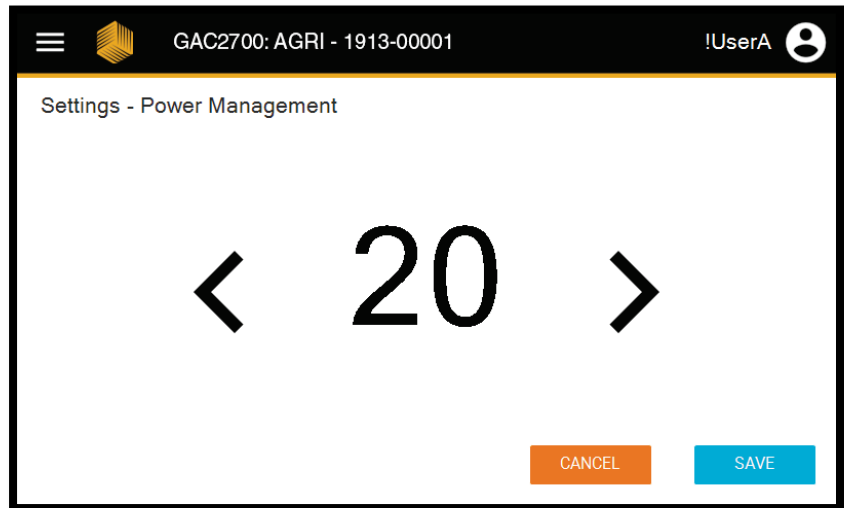 GAC2700: AGRI - 1913-00001 !UserA
Settings - Power Management
20
CANCEL SAVE